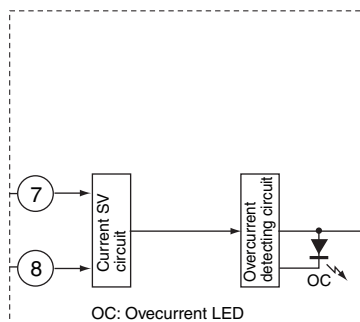 7
8
Current SV
circuit
Overcurrent
detecting circuit
OC
OC: Ovecurrent LED